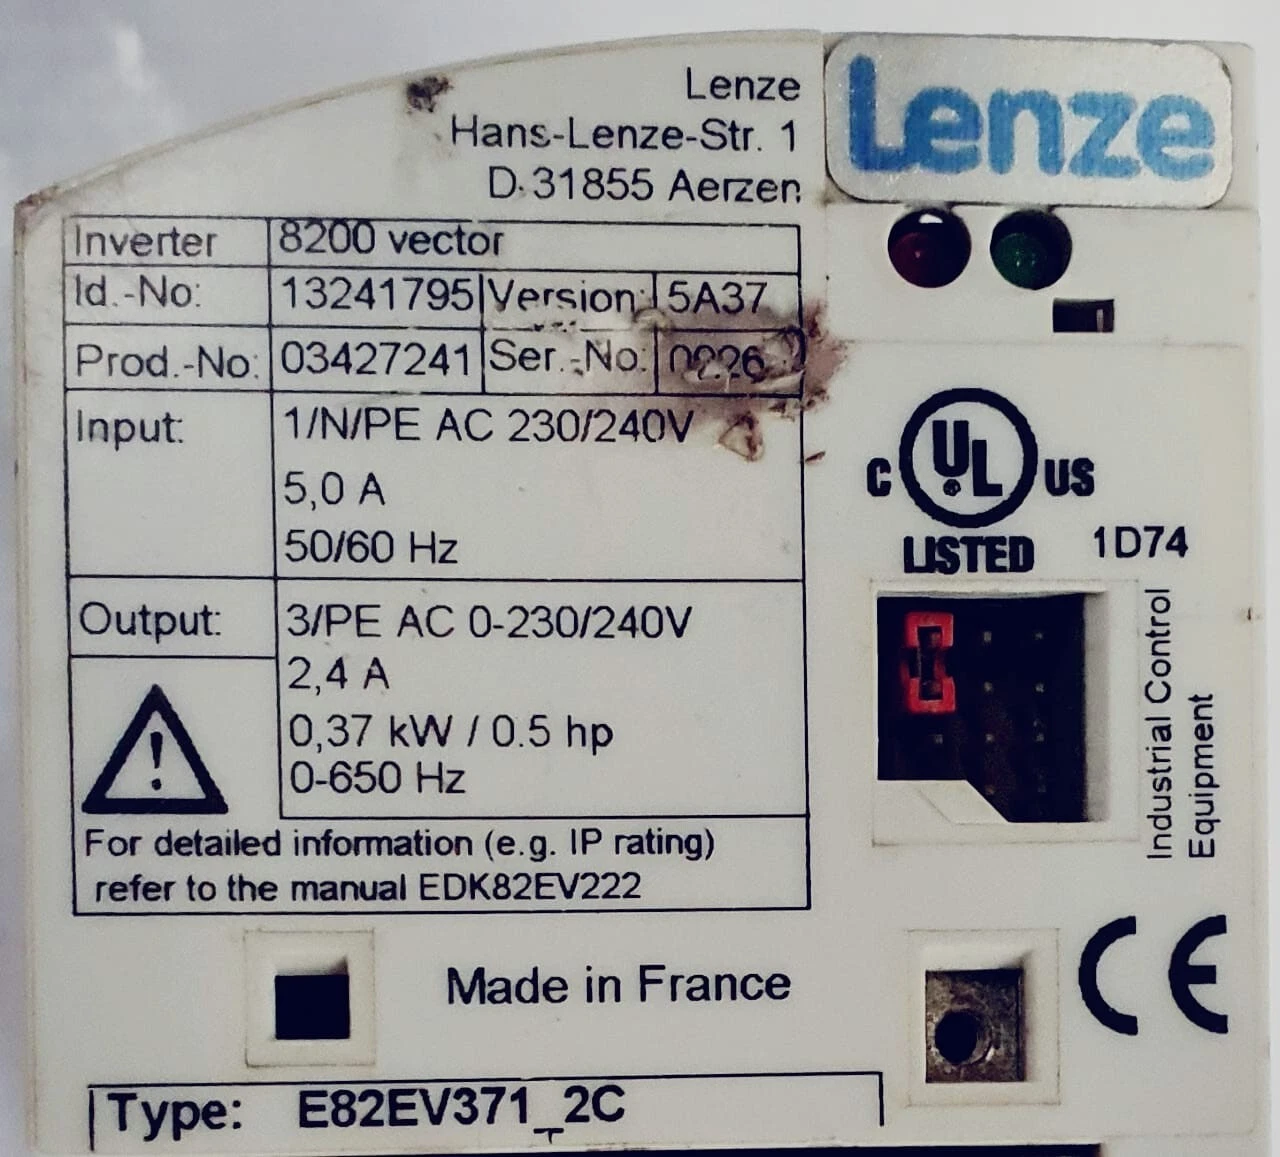 Lenze
Hans-Lenze-Str. 1
D-31855 Aerzen
Lenze
Inverter 8200 vector
Id.-No: 13241795 Version: 5A37
Prod.-No: 03427241 Ser.-No: 0226
Input: 1/N/PE AC 230/240V
5,0 A
50/60 Hz
Output: 3/PE AC 0-230/240V
2,4 A
0,37 kW / 0.5 hp
0-650 Hz
!
For detailed information (e.g. IP rating)
refer to the manual EDK82EV222
C UL US
LISTED 1D74
Industrial Control
Equipment
Made in France
CE
Type: E82EV371_2C